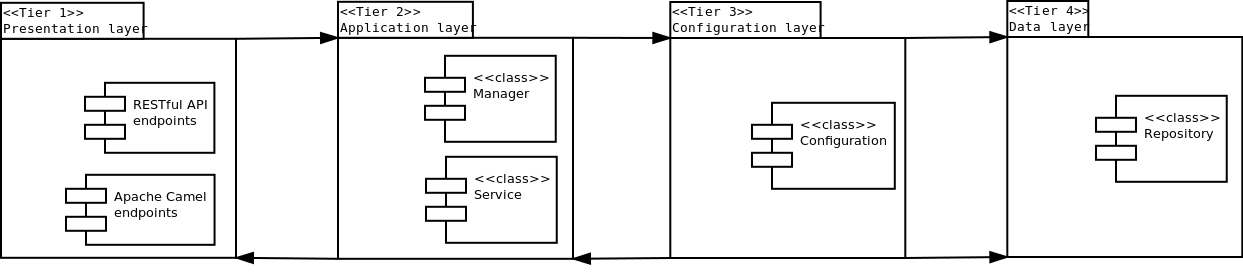 <<Tier 1>>
Presentation layer
RESTful API
endpoints
Apache Camel
endpoints
<<Tier 2>>
Application layer
<<class>>
Manager
<<class>>
Service
<<Tier 3>>
Configuration layer
<<class>>
Configuration
<<Tier 4>>
Data layer
<<class>>
Repository